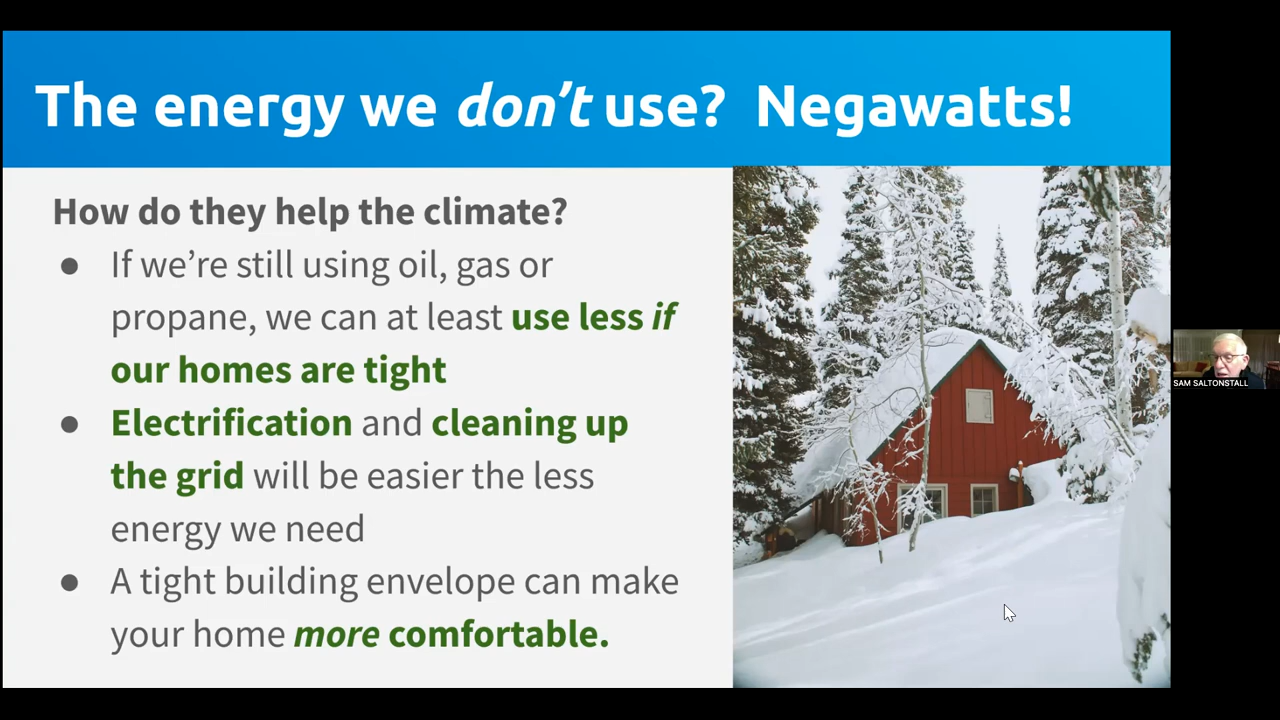 The energy we don’t use? Negawatts!
How do they help the climate?
● If we’re still using oil, gas or
propane, we can at least use less if
our homes are tight
● Electrification and cleaning up
the grid will be easier the less
energy we need
● A tight building envelope can make
your home more comfortable.
SAM SALTONSTALL